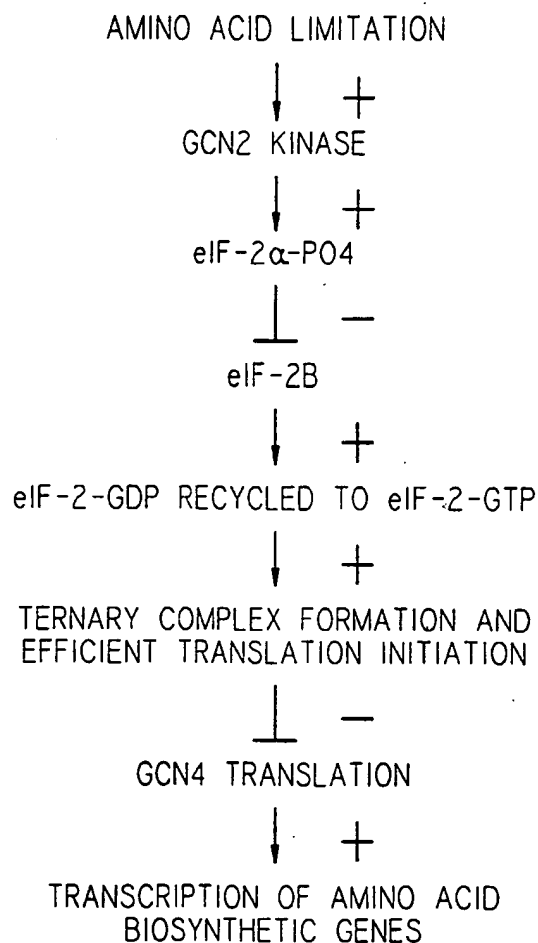 AMINO ACID LIMITATION
+
GCN2 KINASE
+
eIF-2α-PO4
−
eIF-2B
+
eIF-2-GDP RECYCLED TO eIF-2-GTP
+
TERNARY COMPLEX FORMATION AND
EFFICIENT TRANSLATION INITIATION
−
GCN4 TRANSLATION
+
TRANSCRIPTION OF AMINO ACID
BIOSYNTHETIC GENES